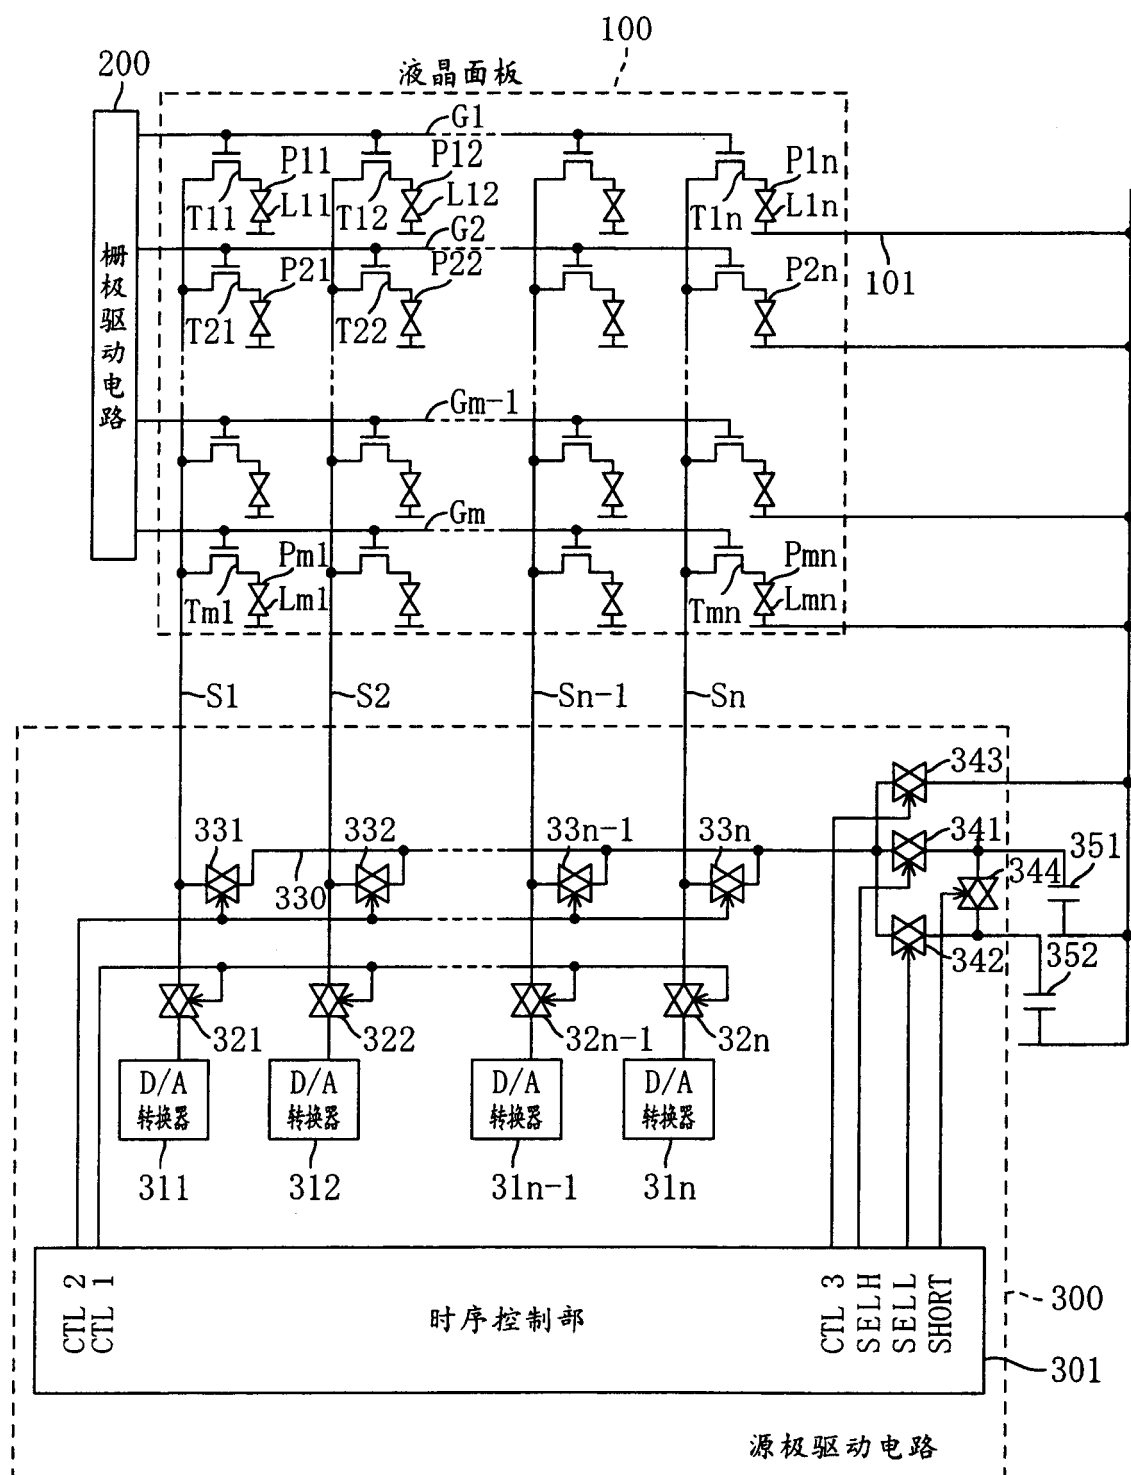 100
200
液晶面板
G1
P11
P12
P1n
T11
L11
T12
L12
T1n
L1n
G2
101
P21
P22
P2n
T21
T22
栅极驱动电路
Gm-1
Gm
Pm1
Pmn
Tm1
Lm1
Tmn
Lmn
S1
S2
Sn-1
Sn
343
331
332
33n-1
33n
341
351
344
330
342
352
321
322
32n-1
32n
D/A
转换器
D/A
转换器
D/A
转换器
D/A
转换器
311
312
31n-1
31n
CTL 2
CTL 1
时序控制部
CTL 3
SELH
SELL
SHORT
300
301
源极驱动电路